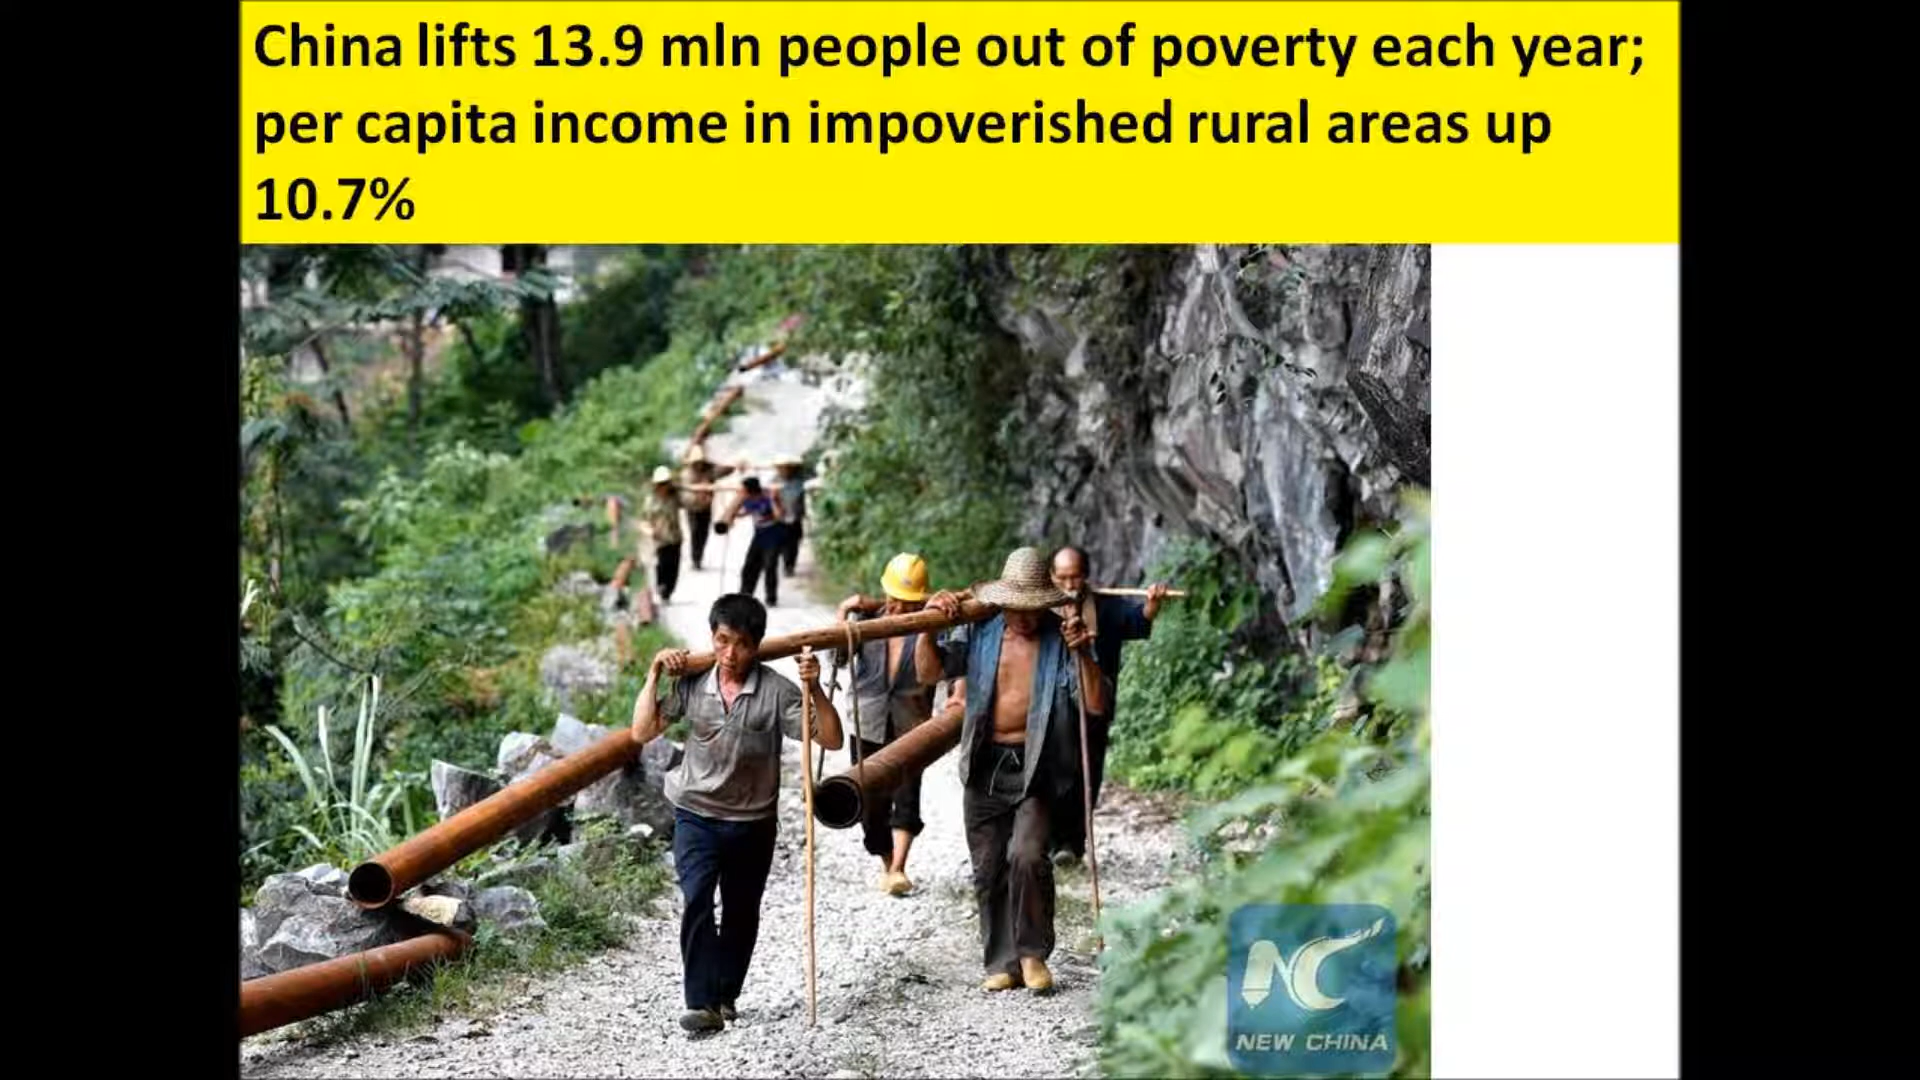 China lifts 13.9 mln people out of poverty each year;
per capita income in impoverished rural areas up
10.7%
NC
NEW CHINA